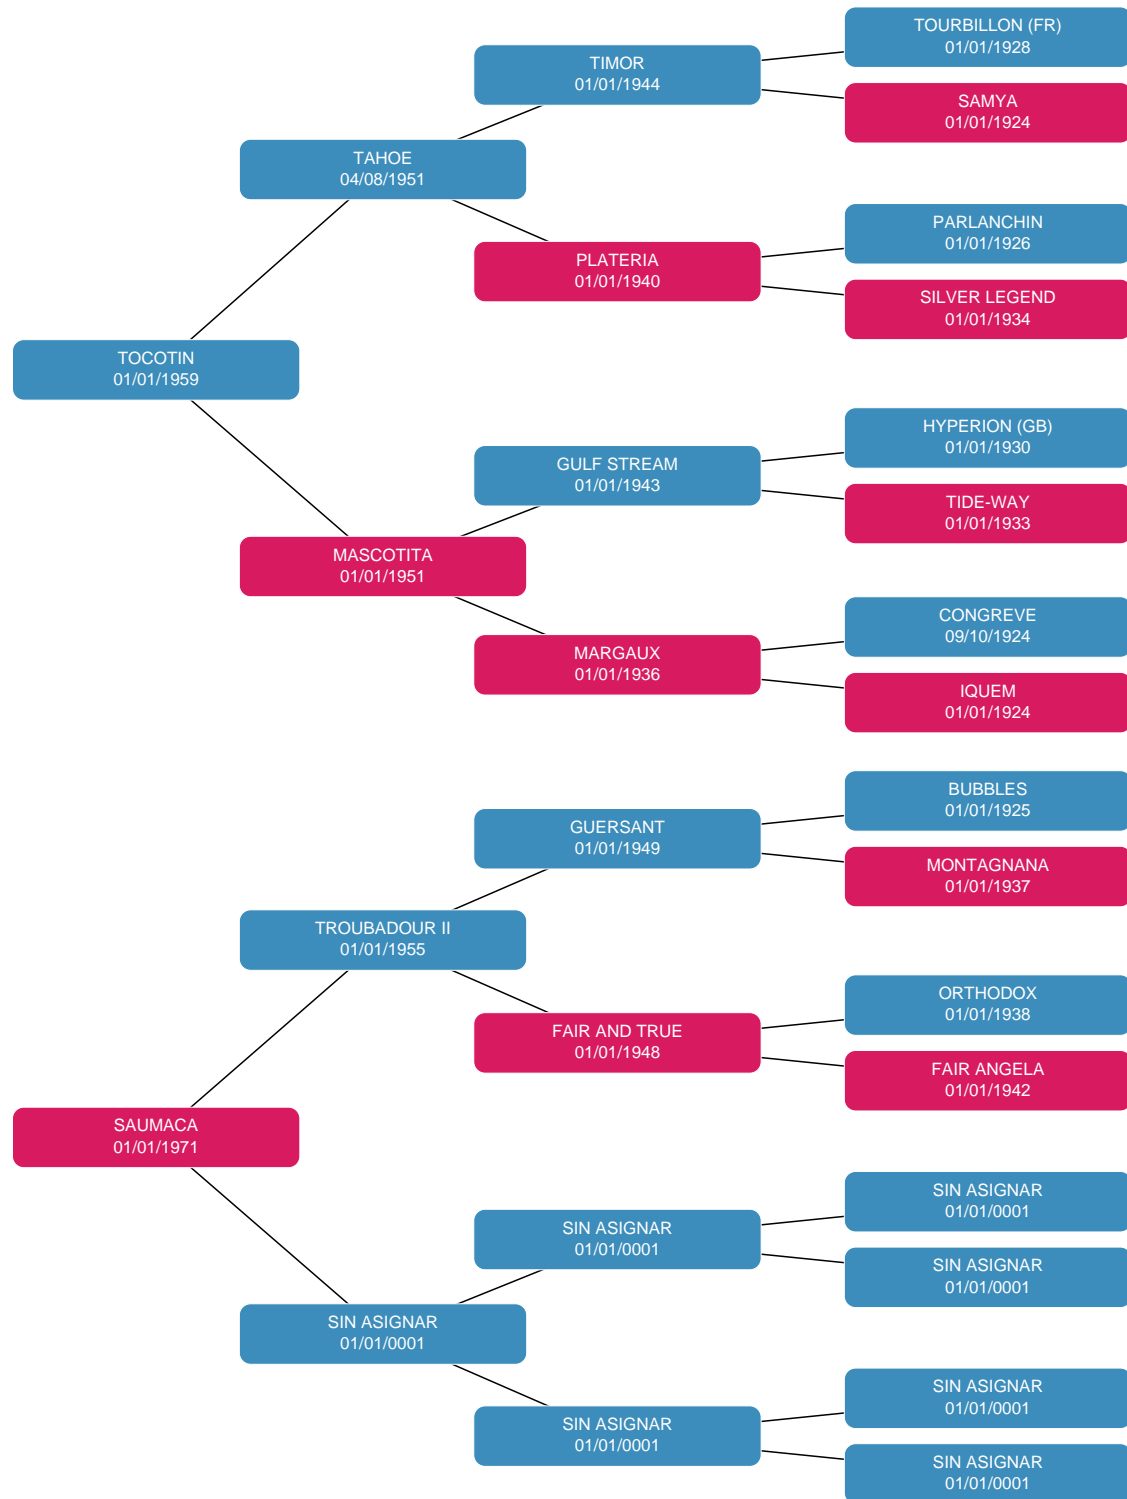 TOURBILLON (FR)
01/01/1928
TIMOR
01/01/1944
SAMYA
01/01/1924
TAHOE
04/08/1951
PARLANCHIN
01/01/1926
PLATERIA
01/01/1940
SILVER LEGEND
01/01/1934
TOCOTIN
01/01/1959
HYPERION (GB)
01/01/1930
GULF STREAM
01/01/1943
TIDE-WAY
01/01/1933
MASCOTITA
01/01/1951
CONGREVE
09/10/1924
MARGAUX
01/01/1936
IQUEM
01/01/1924
BUBBLES
01/01/1925
GUERSANT
01/01/1949
MONTAGNANA
01/01/1937
TROUBADOUR II
01/01/1955
ORTHODOX
01/01/1938
FAIR AND TRUE
01/01/1948
FAIR ANGELA
01/01/1942
SAUMACA
01/01/1971
SIN ASIGNAR
01/01/0001
SIN ASIGNAR
01/01/0001
SIN ASIGNAR
01/01/0001
SIN ASIGNAR
01/01/0001
SIN ASIGNAR
01/01/0001
SIN ASIGNAR
01/01/0001
SIN ASIGNAR
01/01/0001